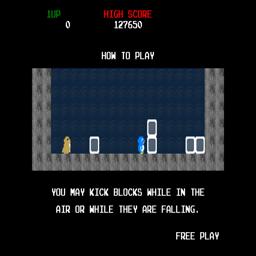 1UP HIGH SCORE
0 127650
HOW TO PLAY
YOU MAY KICK BLOCKS WHILE IN THE
AIR OR WHILE THEY ARE FALLING.
FREE PLAY